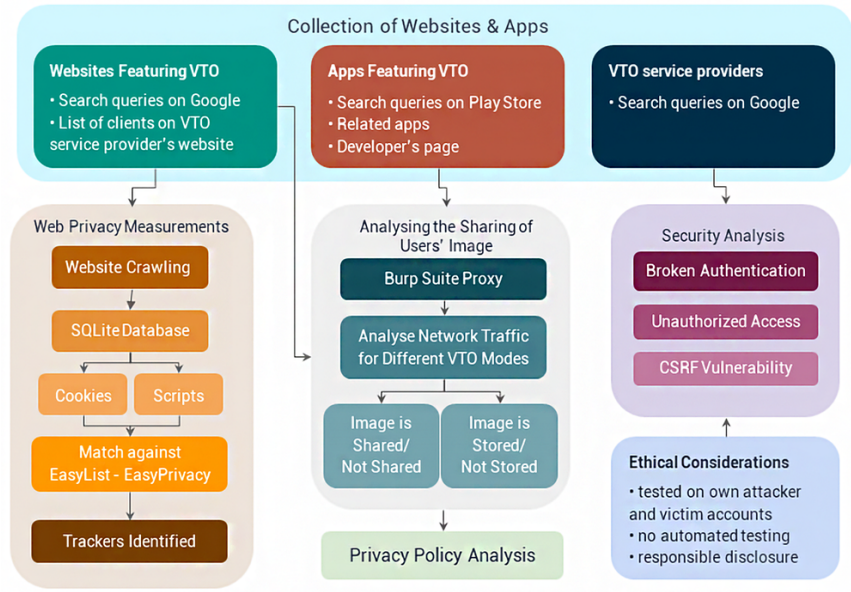 Collection of Websites & Apps
Websites Featuring VTO
• Search queries on Google
• List of clients on VTO
service provider's website
Apps Featuring VTO
• Search queries on Play Store
• Related apps
• Developer's page
VTO service providers
• Search queries on Google
Web Privacy Measurements
Website Crawling
SQLite Database
Cookies
Scripts
Match against
EasyList - EasyPrivacy
Trackers Identified
Analysing the Sharing of
Users' Image
Burp Suite Proxy
Analyse Network Traffic
for Different VTO Modes
Image is
Shared/
Not Shared
Image is
Stored/
Not Stored
Privacy Policy Analysis
Security Analysis
Broken Authentication
Unauthorized Access
CSRF Vulnerability
Ethical Considerations
• tested on own attacker
and victim accounts
• no automated testing
• responsible disclosure